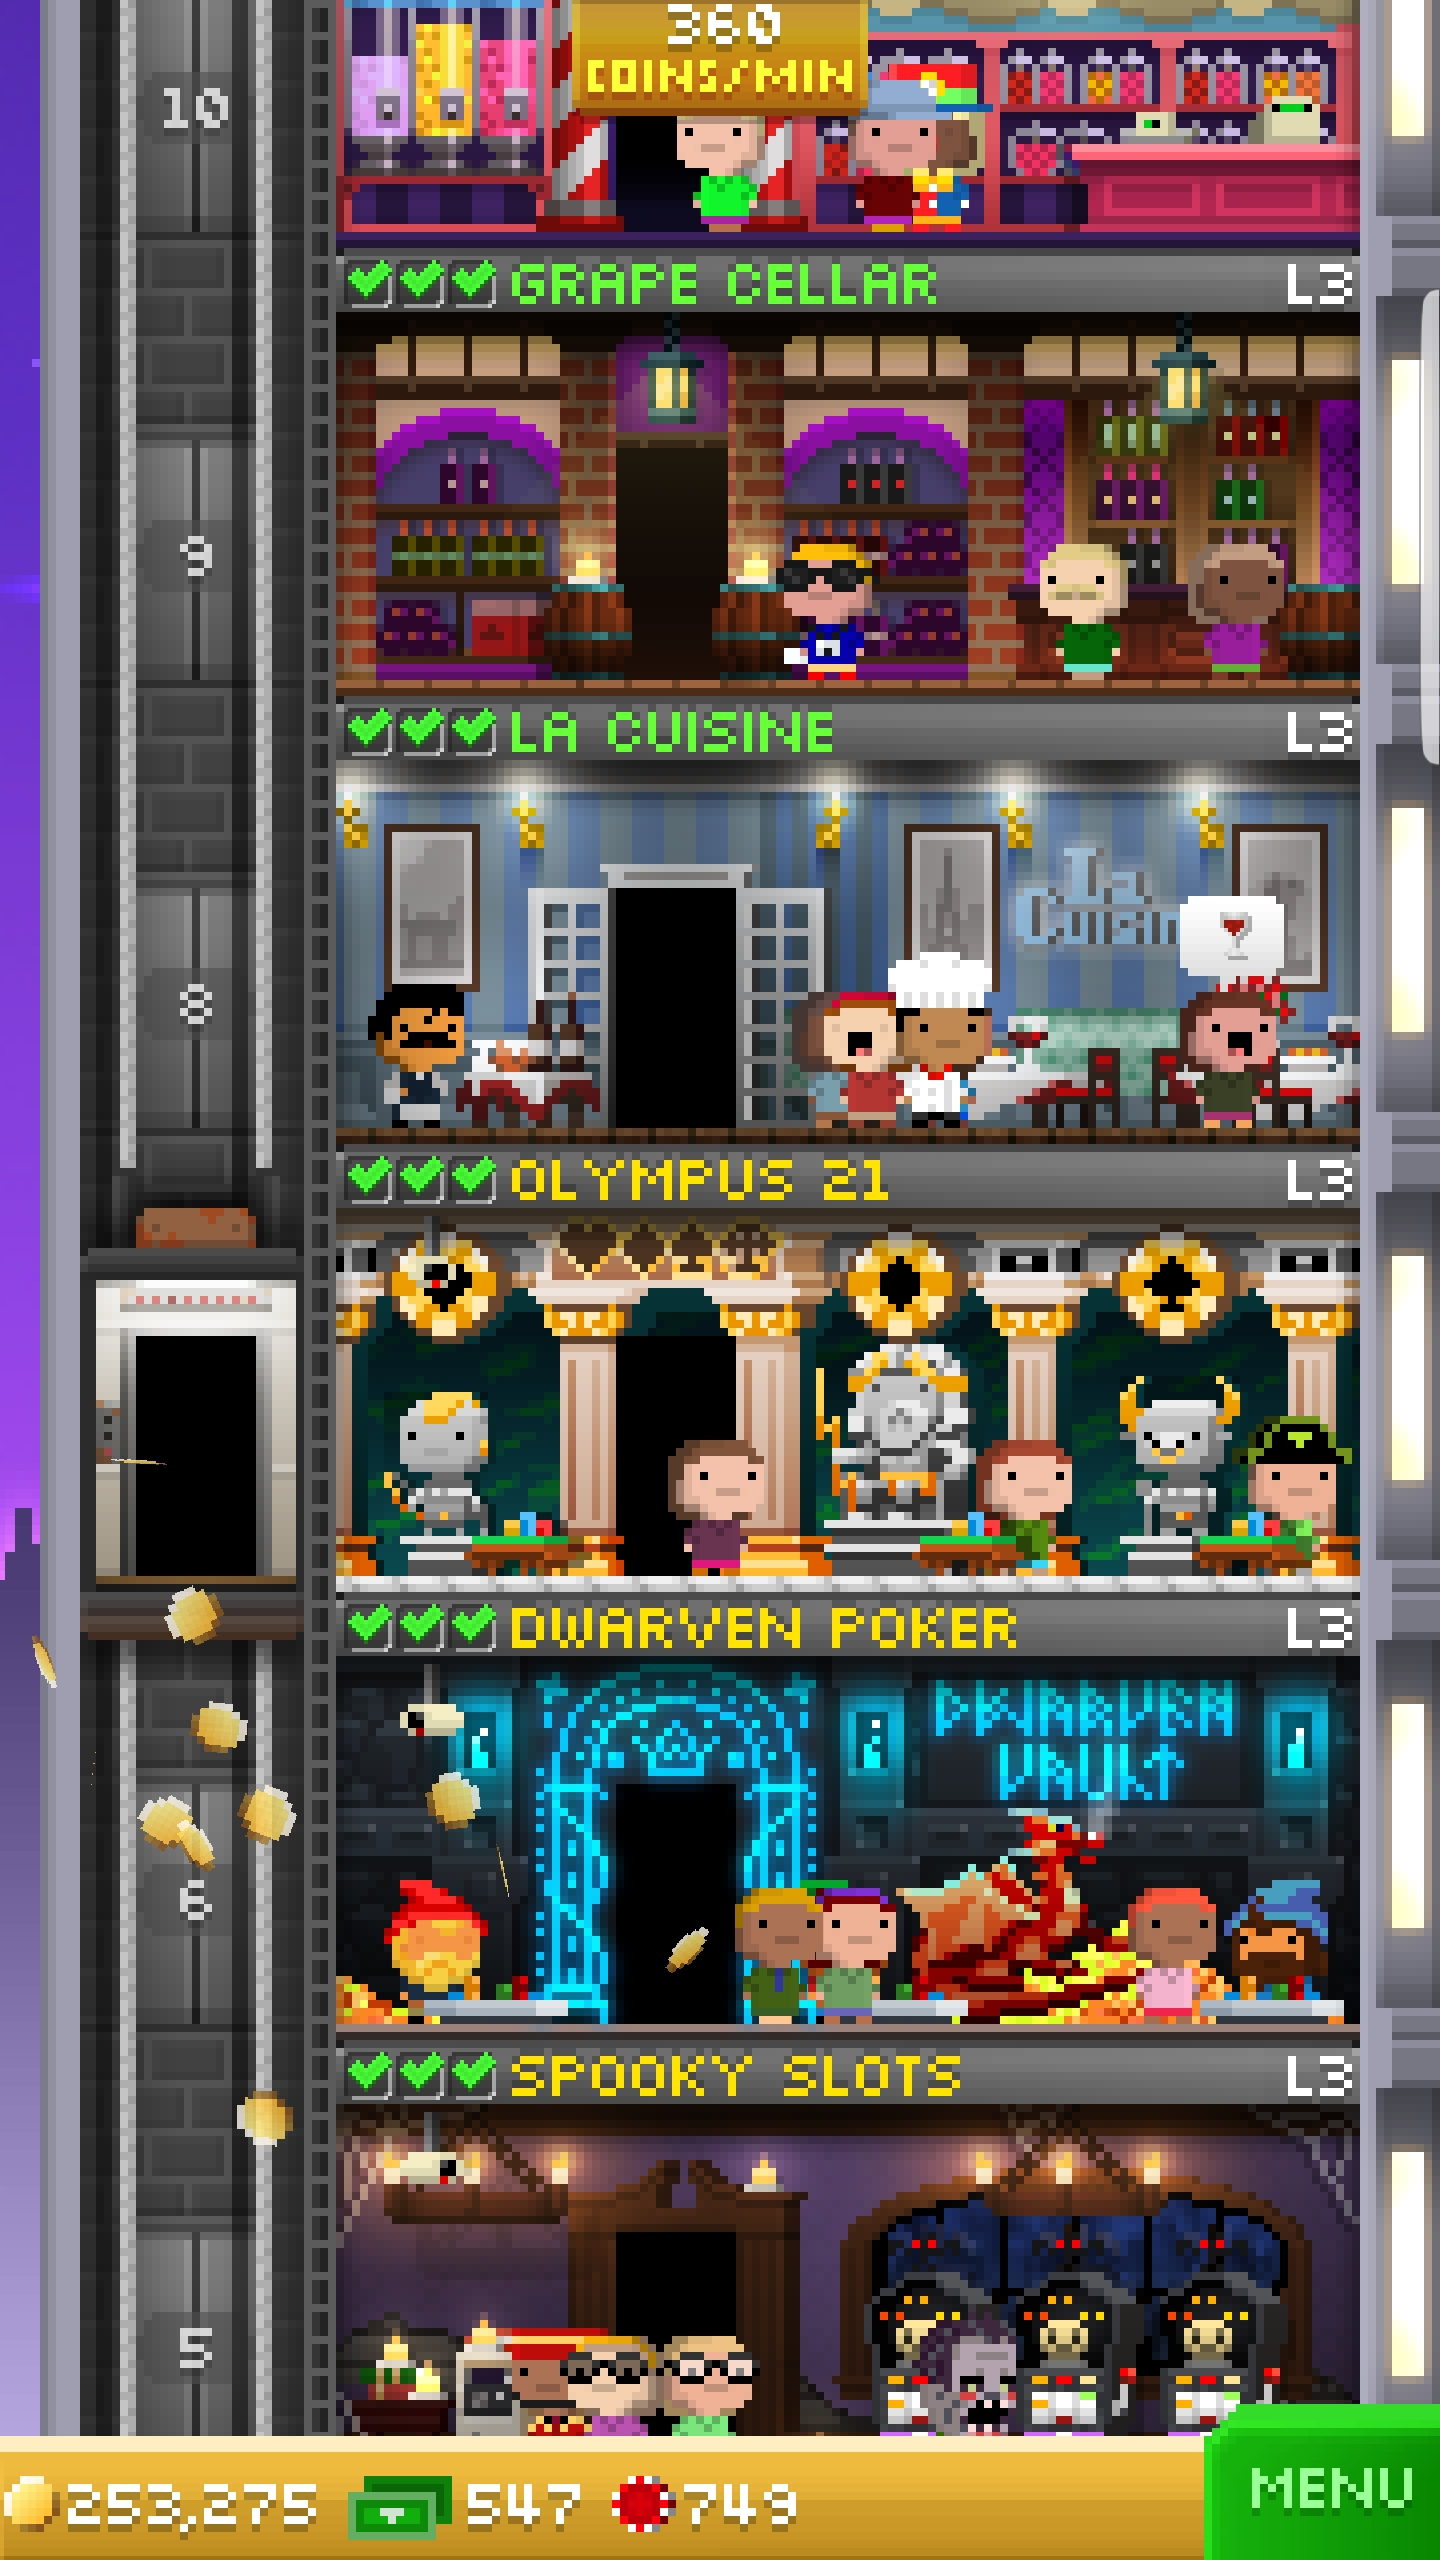 360
COINS/MIN
10
GRAPE CELLAR L3
9
LA CUISINE L3
La
Cuisin
8
OLYMPUS 21 L3
DWARVEN POKER L3
DWARVEN
VAULT
6
SPOOKY SLOTS L3
5
253,275 547 749
MENU